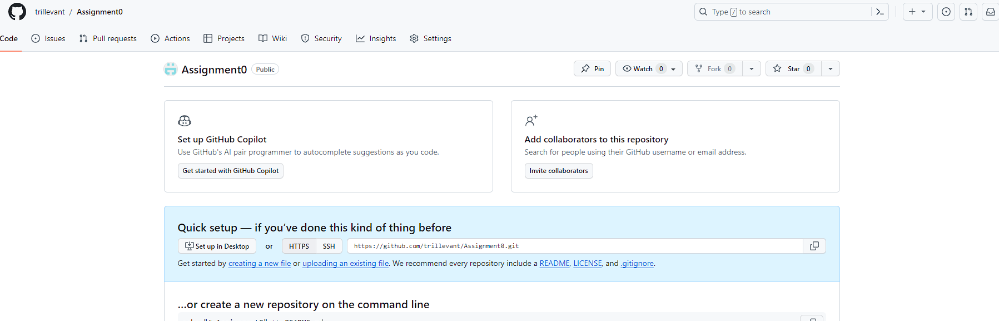 trillevant / Assignment0
Type / to search
Code Issues Pull requests Actions Projects Wiki Security Insights Settings
Assignment0 Public
Pin Watch 0 Fork 0 Star 0
Set up GitHub Copilot
Use GitHub's AI pair programmer to autocomplete suggestions as you code.
Get started with GitHub Copilot
Add collaborators to this repository
Search for people using their GitHub username or email address.
Invite collaborators
Quick setup — if you've done this kind of thing before
Set up in Desktop or HTTPS SSH https://github.com/trillevant/Assignment0.git
Get started by creating a new file or uploading an existing file. We recommend every repository include a README, LICENSE, and .gitignore.
...or create a new repository on the command line